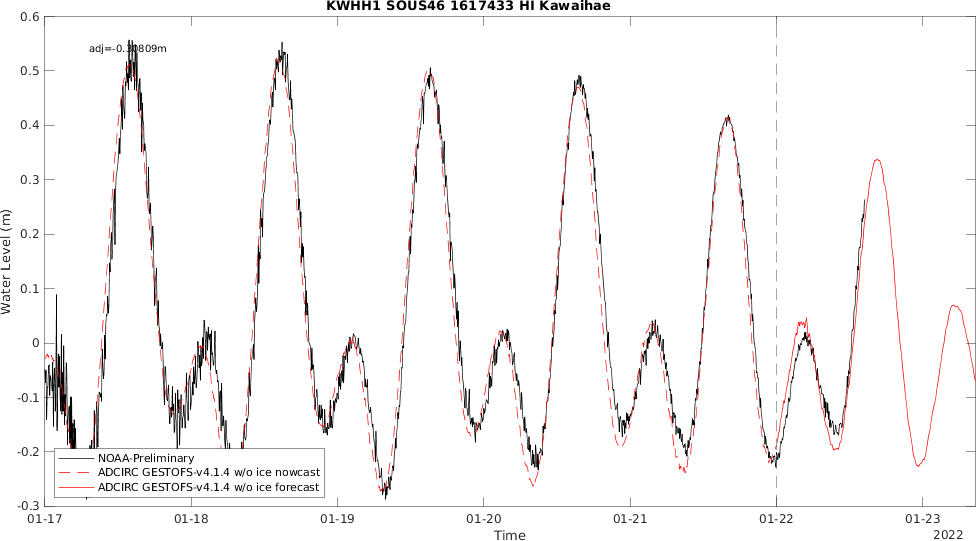 KWHH1 SOUS46 1617433 HI Kawaihae
adj=-0.30809m
Water Level (m)
0.6
0.5
0.4
0.3
0.2
0.1
0
-0.1
-0.2
-0.3
NOAA-Preliminary
ADCIRC GESTOFS-v4.1.4 w/o ice nowcast
ADCIRC GESTOFS-v4.1.4 w/o ice forecast
01-17 01-18 01-19 01-20 01-21 01-22 01-23
Time
2022